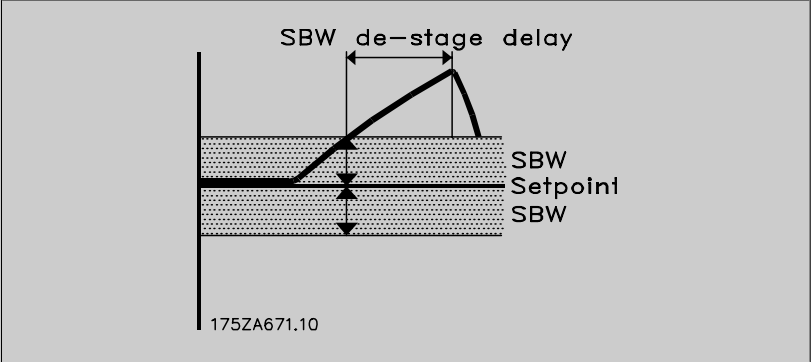 SBW de-stage delay
SBW
Setpoint
SBW
175ZA671.10